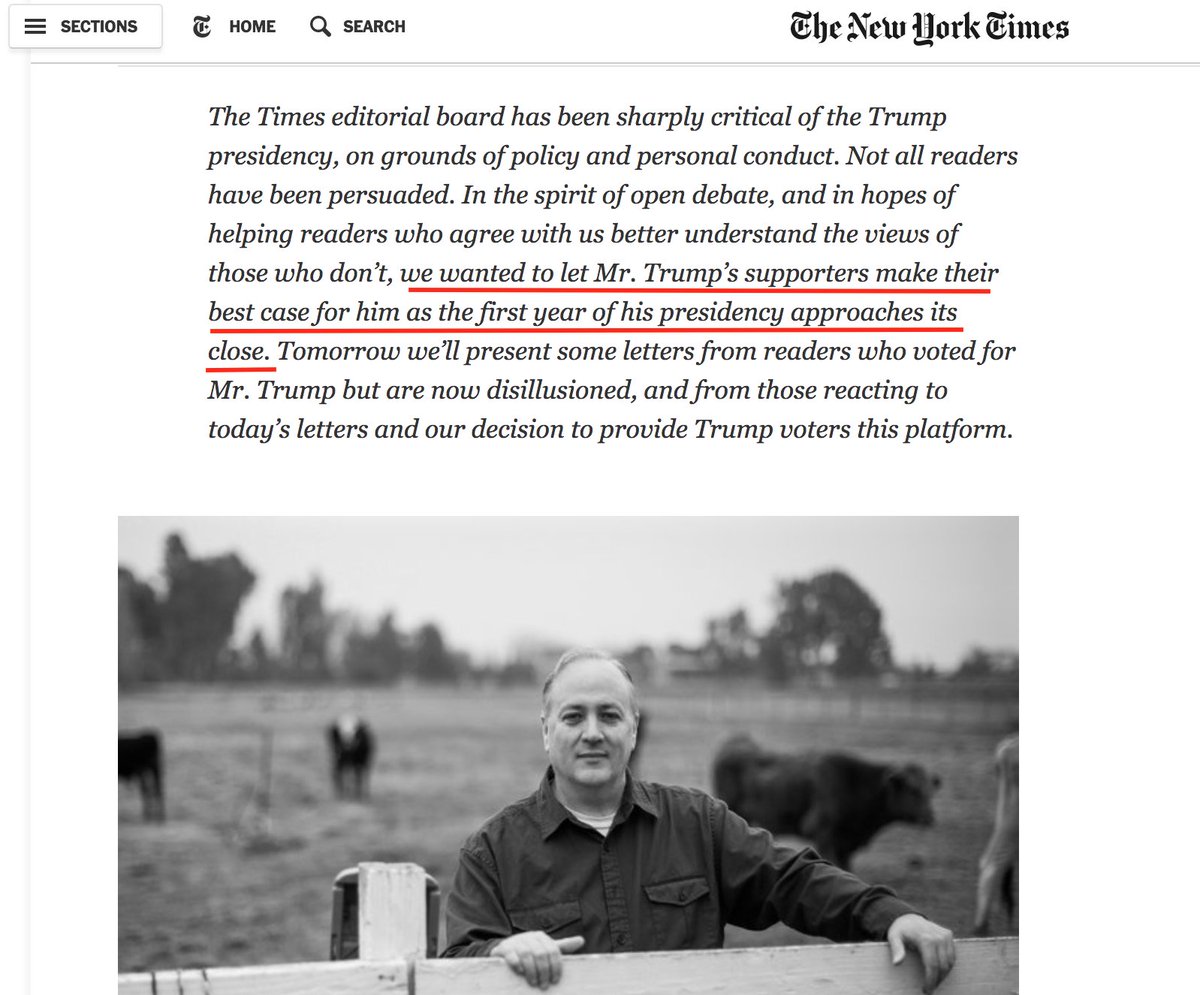 SECTIONS HOME SEARCH The New York Times
The Times editorial board has been sharply critical of the Trump
presidency, on grounds of policy and personal conduct. Not all readers
have been persuaded. In the spirit of open debate, and in hopes of
helping readers who agree with us better understand the views of
those who don’t, we wanted to let Mr. Trump’s supporters make their
best case for him as the first year of his presidency approaches its
close. Tomorrow we’ll present some letters from readers who voted for
Mr. Trump but are now disillusioned, and from those reacting to
today’s letters and our decision to provide Trump voters this platform.